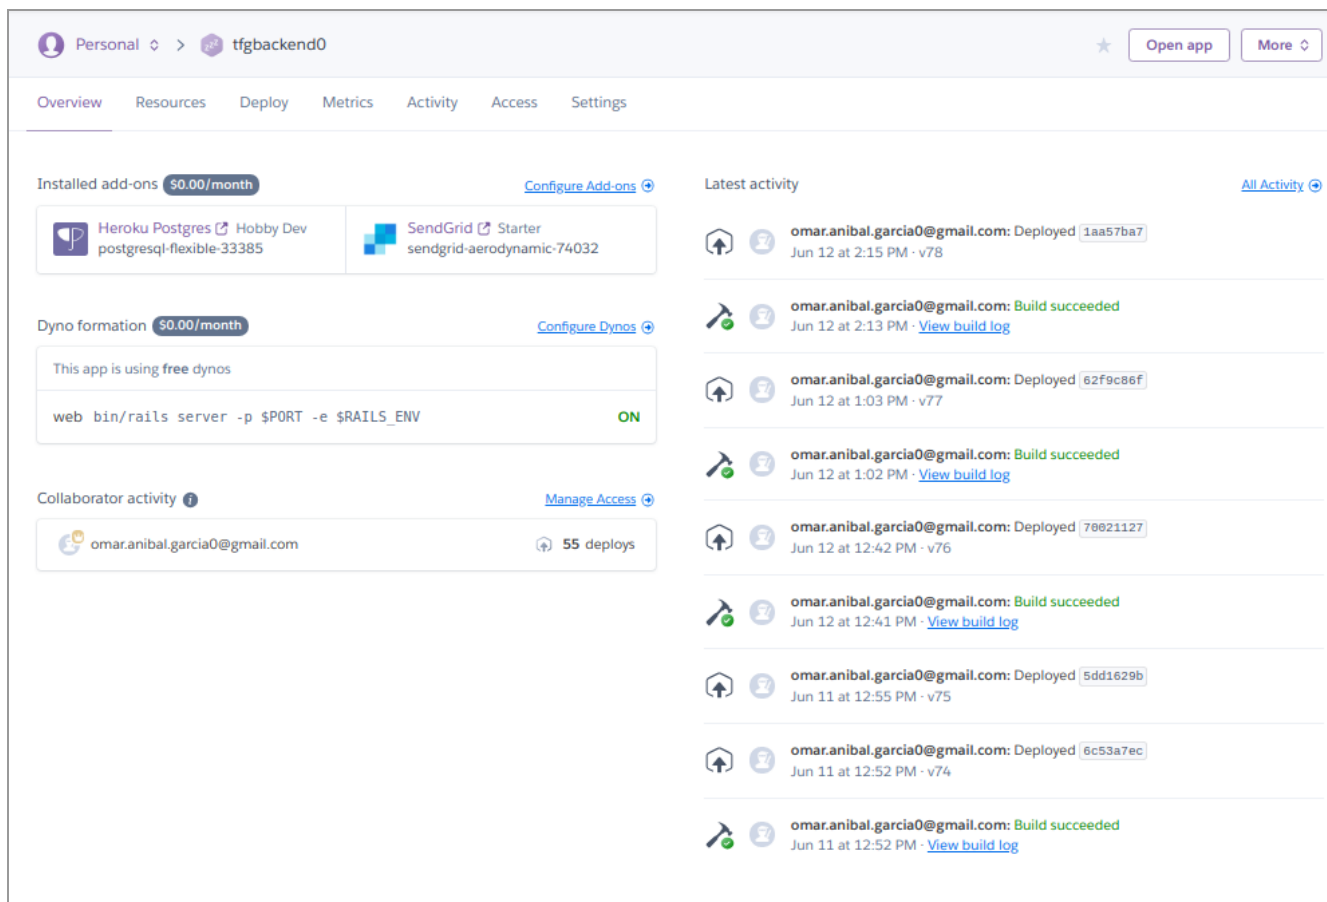 Personal > tfgbackend0
Open app
More
Overview Resources Deploy Metrics Activity Access Settings
Installed add-ons $0.00/month
Configure Add-ons
Heroku Postgres Hobby Dev
postgresql-flexible-33385
SendGrid Starter
sendgrid-aerodynamic-74032
Dyno formation $0.00/month
Configure Dynos
This app is using free dynos
web bin/rails server -p $PORT -e $RAILS_ENV
ON
Collaborator activity
Manage Access
omar.anibal.garcia0@gmail.com
55 deploys
Latest activity
All Activity
omar.anibal.garcia0@gmail.com: Deployed 1aa57ba7
Jun 12 at 2:15 PM · v78
omar.anibal.garcia0@gmail.com: Build succeeded
Jun 12 at 2:13 PM · View build log
omar.anibal.garcia0@gmail.com: Deployed 62f9c86f
Jun 12 at 1:03 PM · v77
omar.anibal.garcia0@gmail.com: Build succeeded
Jun 12 at 1:02 PM · View build log
omar.anibal.garcia0@gmail.com: Deployed 70021127
Jun 12 at 12:42 PM · v76
omar.anibal.garcia0@gmail.com: Build succeeded
Jun 12 at 12:41 PM · View build log
omar.anibal.garcia0@gmail.com: Deployed 5dd1629b
Jun 11 at 12:55 PM · v75
omar.anibal.garcia0@gmail.com: Deployed 6c53a7ec
Jun 11 at 12:52 PM · v74
omar.anibal.garcia0@gmail.com: Build succeeded
Jun 11 at 12:52 PM · View build log